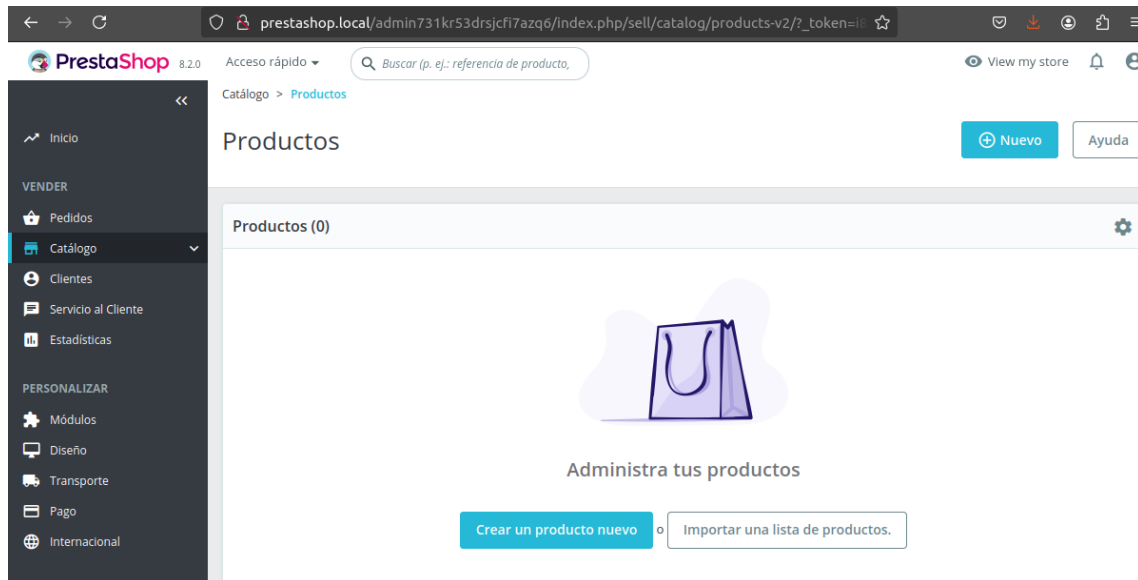 prestashop.local/admin731kr53drsjcfi7azq6/index.php/sell/catalog/products-v2/?_token=i8
PrestaShop 8.2.0
Acceso rápido
Buscar (p. ej.: referencia de producto,
View my store
Catálogo > Productos
Inicio
Productos
Nuevo
Ayuda
VENDER
Pedidos
Productos (0)
Catálogo
Clientes
Servicio al Cliente
Estadísticas
PERSONALIZAR
Módulos
Diseño
Administra tus productos
Transporte
Pago
Crear un producto nuevo o Importar una lista de productos.
Internacional